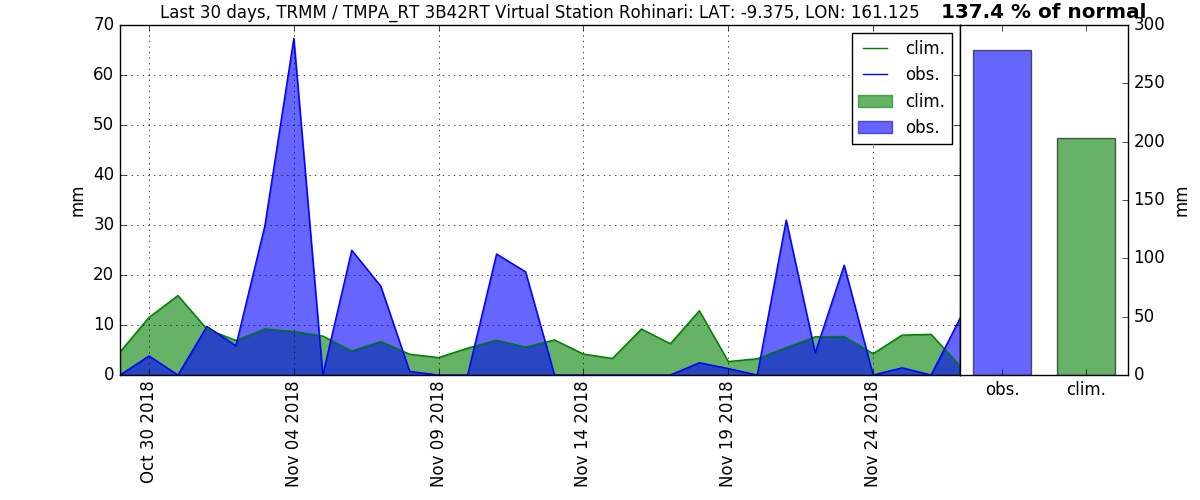 Last 30 days, TRMM / TMPA_RT 3B42RT Virtual Station Rohinari: LAT: -9.375, LON: 161.125
137.4 % of normal
70
60
50
40
30
20
10
0
mm
clim.
obs.
clim.
obs.
Oct 30 2018
Nov 04 2018
Nov 09 2018
Nov 14 2018
Nov 19 2018
Nov 24 2018
300
250
200
150
100
50
0
mm
obs.
clim.